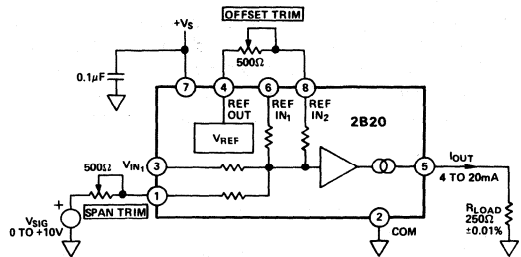 OFFSET TRIM
+VS
500Ω
0.1μF
7
4
6
8
REF OUT
REF IN1
REF IN2
2B20
VREF
VIN1
3
500Ω
1
5
IOUT
4 TO 20mA
SPAN TRIM
+
VSIG
0 TO +10V
2
COM
RLOAD
250Ω
±0.01%